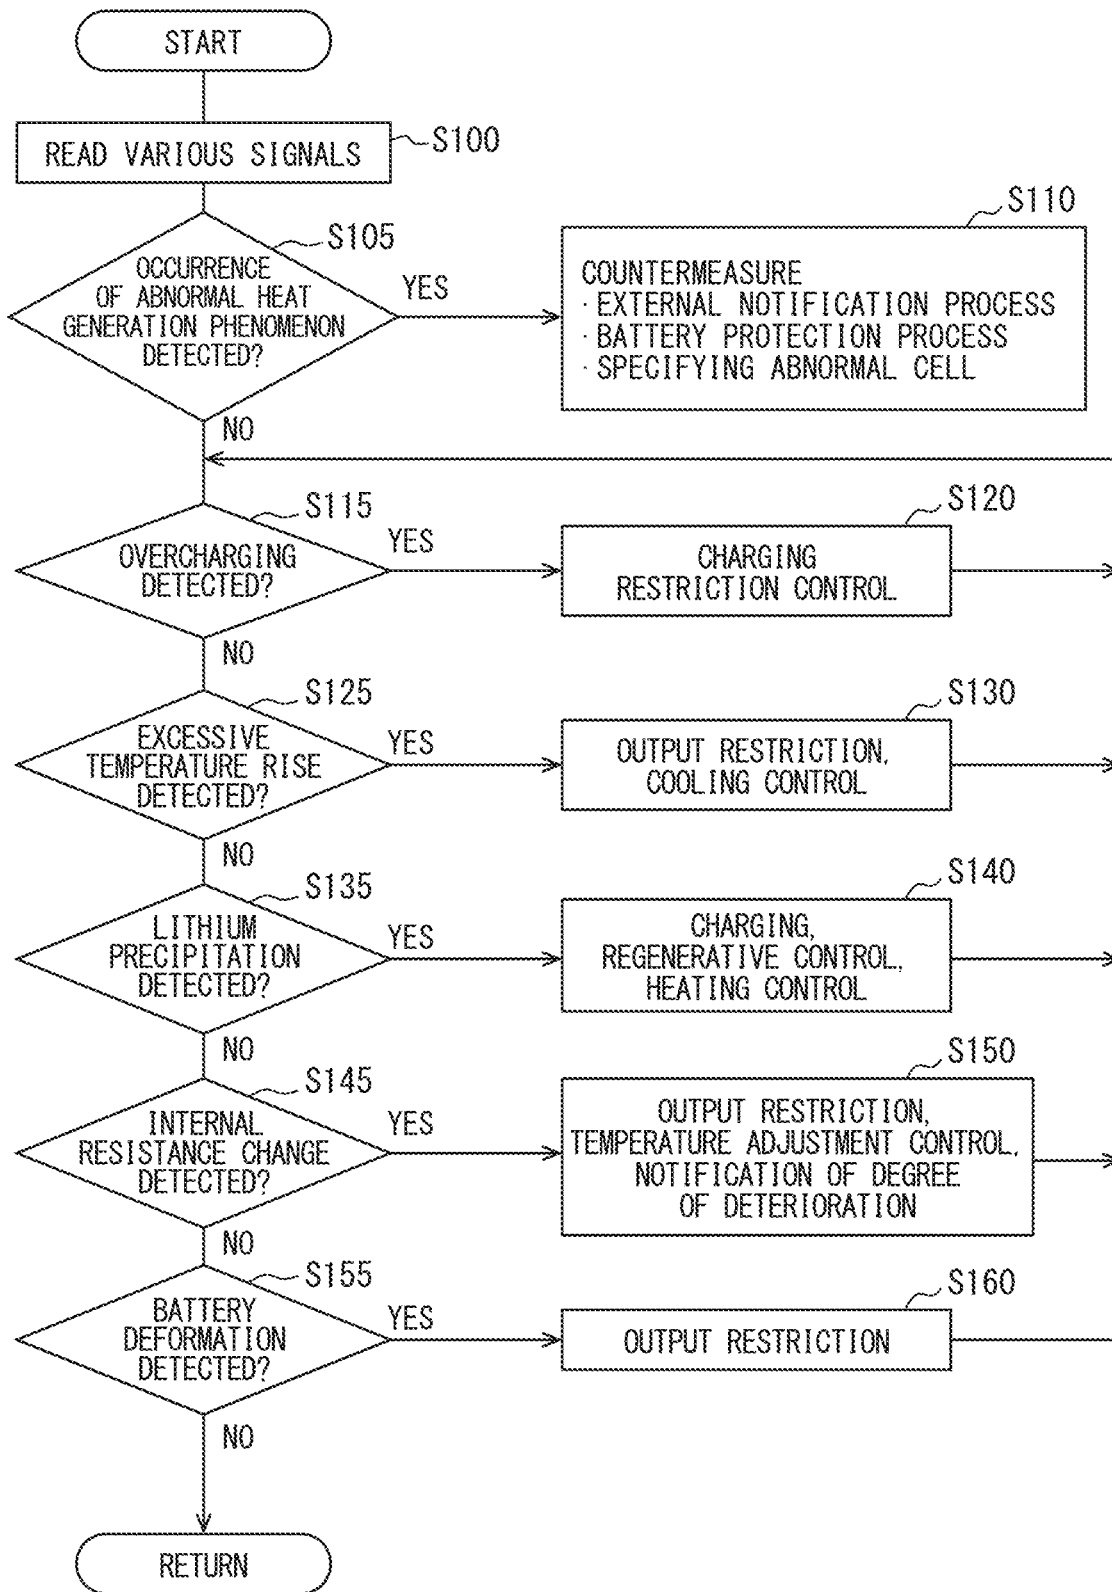 START
READ VARIOUS SIGNALS
S100
S105
OCCURRENCE
OF ABNORMAL HEAT
GENERATION PHENOMENON
DETECTED?
YES
NO
S110
COUNTERMEASURE
· EXTERNAL NOTIFICATION PROCESS
· BATTERY PROTECTION PROCESS
· SPECIFYING ABNORMAL CELL
S115
OVERCHARGING
DETECTED?
YES
NO
S120
CHARGING
RESTRICTION CONTROL
S125
EXCESSIVE
TEMPERATURE RISE
DETECTED?
YES
NO
S130
OUTPUT RESTRICTION,
COOLING CONTROL
S135
LITHIUM
PRECIPITATION
DETECTED?
YES
NO
S140
CHARGING,
REGENERATIVE CONTROL,
HEATING CONTROL
S145
INTERNAL
RESISTANCE CHANGE
DETECTED?
YES
NO
S150
OUTPUT RESTRICTION,
TEMPERATURE ADJUSTMENT CONTROL,
NOTIFICATION OF DEGREE
OF DETERIORATION
S155
BATTERY
DEFORMATION
DETECTED?
YES
NO
S160
OUTPUT RESTRICTION
RETURN